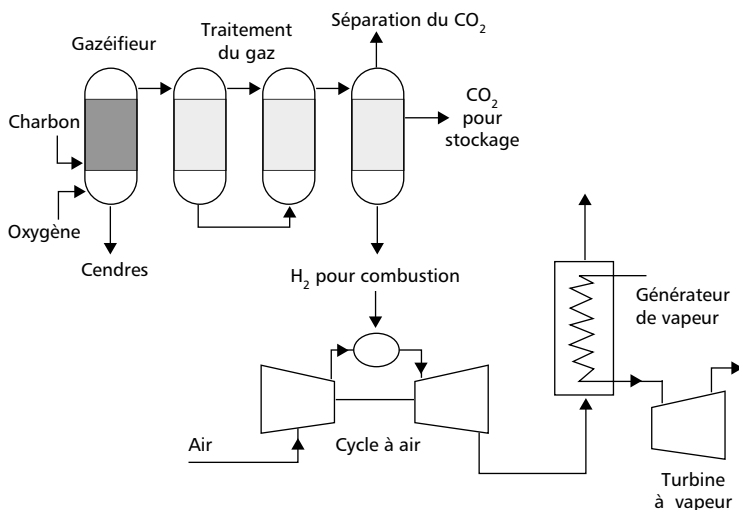 Séparation du CO₂
Traitement
du gaz
Gazéifieur
CO₂
pour
stockage
Charbon
Oxygène
Cendres
H₂ pour combustion
Générateur
de vapeur
Air
Cycle à air
Turbine
à vapeur